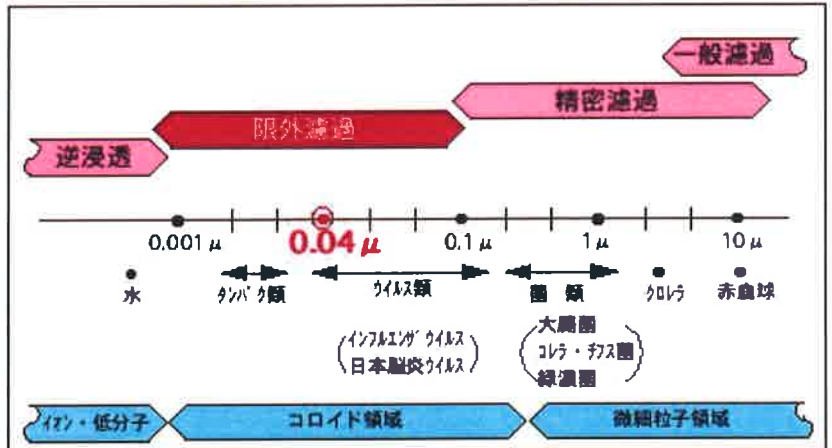 一般濾過
精密濾過
限外濾過
逆浸透
0.001 μ
0.04 μ
0.1 μ
1 μ
10 μ
水
タンパク類
ウイルス類
菌 類
クロレラ
赤血球
インフルエンザウイルス
日本脳炎ウイルス
大腸菌
コレラ・チフス菌
緑濃菌
イオン・低分子
コロイド領域
微細粒子領域